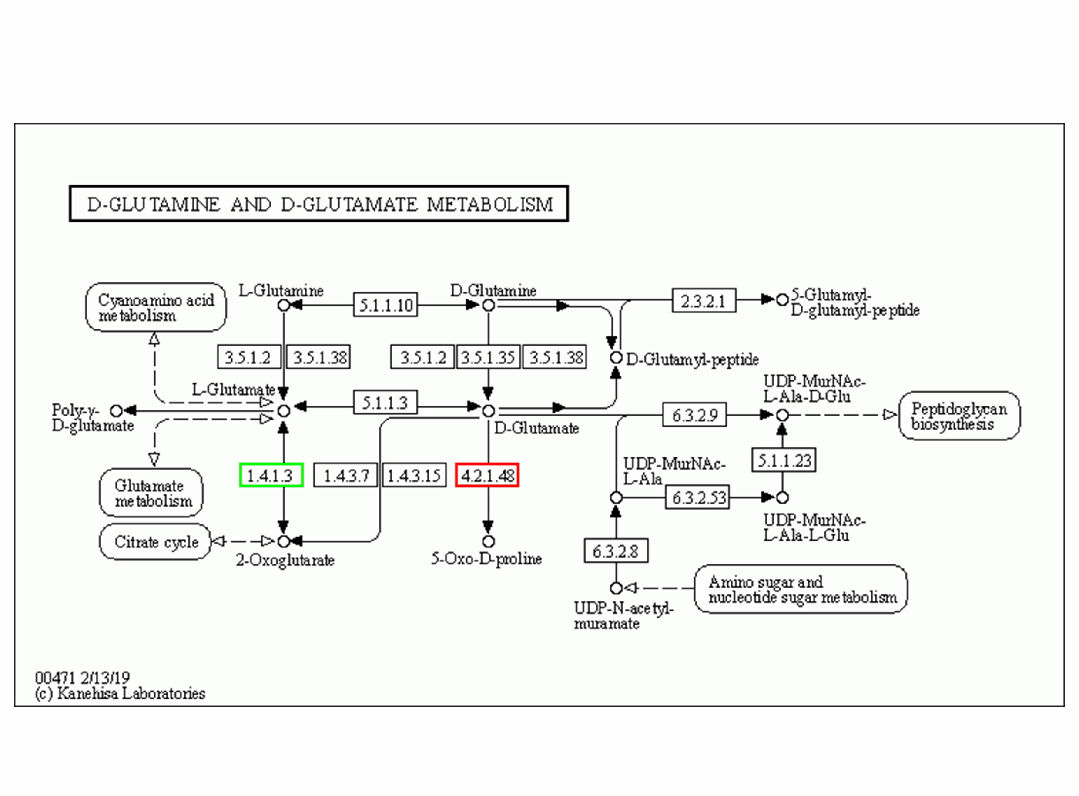 D-GLUTAMINE AND D-GLUTAMATE METABOLISM
Cyanoamino acid
metabolism
L-Glutamine
5.1.1.10
D-Glutamine
2.3.2.1
5-Glutamyl-
D-glutamyl-peptide
3.5.1.2
3.5.1.38
3.5.1.2
3.5.1.35
3.5.1.38
D-Glutamyl-peptide
L-Glutamate
Poly-γ-
D-glutamate
5.1.1.3
D-Glutamate
6.3.2.9
UDP-MurNAc-
L-Ala-D-Glu
Peptidoglycan
biosynthesis
Glutamate
metabolism
1.4.1.3
1.4.3.7
1.4.3.15
4.2.1.48
UDP-MurNAc-
L-Ala
5.1.1.23
6.3.2.53
UDP-MurNAc-
L-Ala-L-Glu
Citrate cycle
2-Oxoglutarate
5-Oxo-D-proline
6.3.2.8
UDP-N-acetyl-
muramate
Amino sugar and
nucleotide sugar metabolism
00471 2/13/19
(c) Kanehisa Laboratories